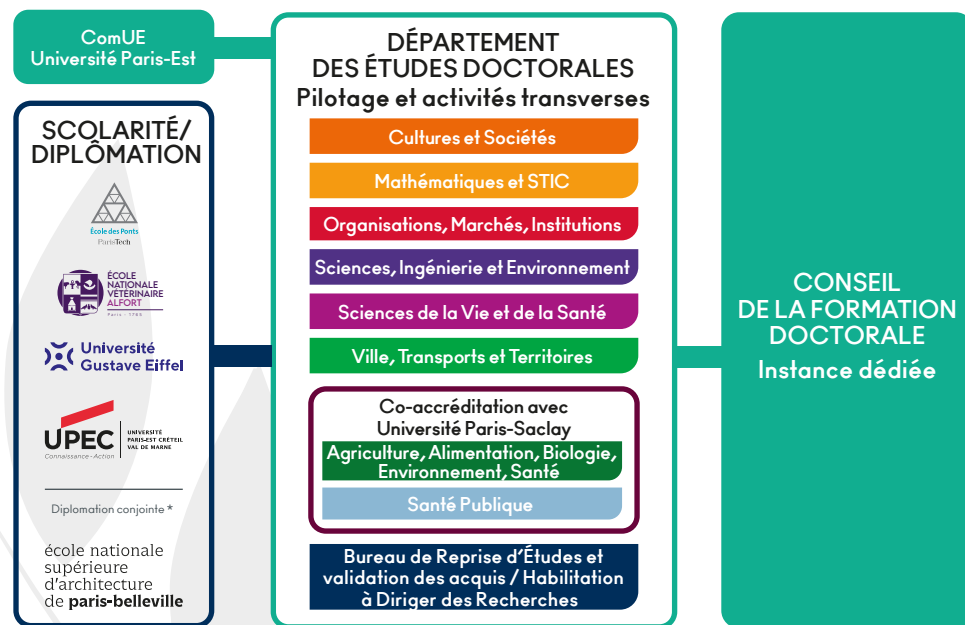 ComUE
Université Paris-Est
SCOLARITÉ/
DIPLÔMATION
École des Ponts
ParisTech
ÉCOLE
NATIONALE
VÉTÉRINAIRE
ALFORT
Paris - 1765
Université
Gustave Eiffel
UPEC
Connaissance - Action
UNIVERSITÉ
PARIS-EST CRÉTEIL
VAL DE MARNE
Diplomation conjointe *
école nationale
supérieure
d'architecture
de paris-belleville
DÉPARTEMENT
DES ÉTUDES DOCTORALES
Pilotage et activités transverses
Cultures et Sociétés
Mathématiques et STIC
Organisations, Marchés, Institutions
Sciences, Ingénierie et Environnement
Sciences de la Vie et de la Santé
Ville, Transports et Territoires
Co-accréditation avec
Université Paris-Saclay
Agriculture, Alimentation, Biologie,
Environnement, Santé
Santé Publique
Bureau de Reprise d'Études et
validation des acquis / Habilitation
à Diriger des Recherches
CONSEIL
DE LA FORMATION
DOCTORALE
Instance dédiée